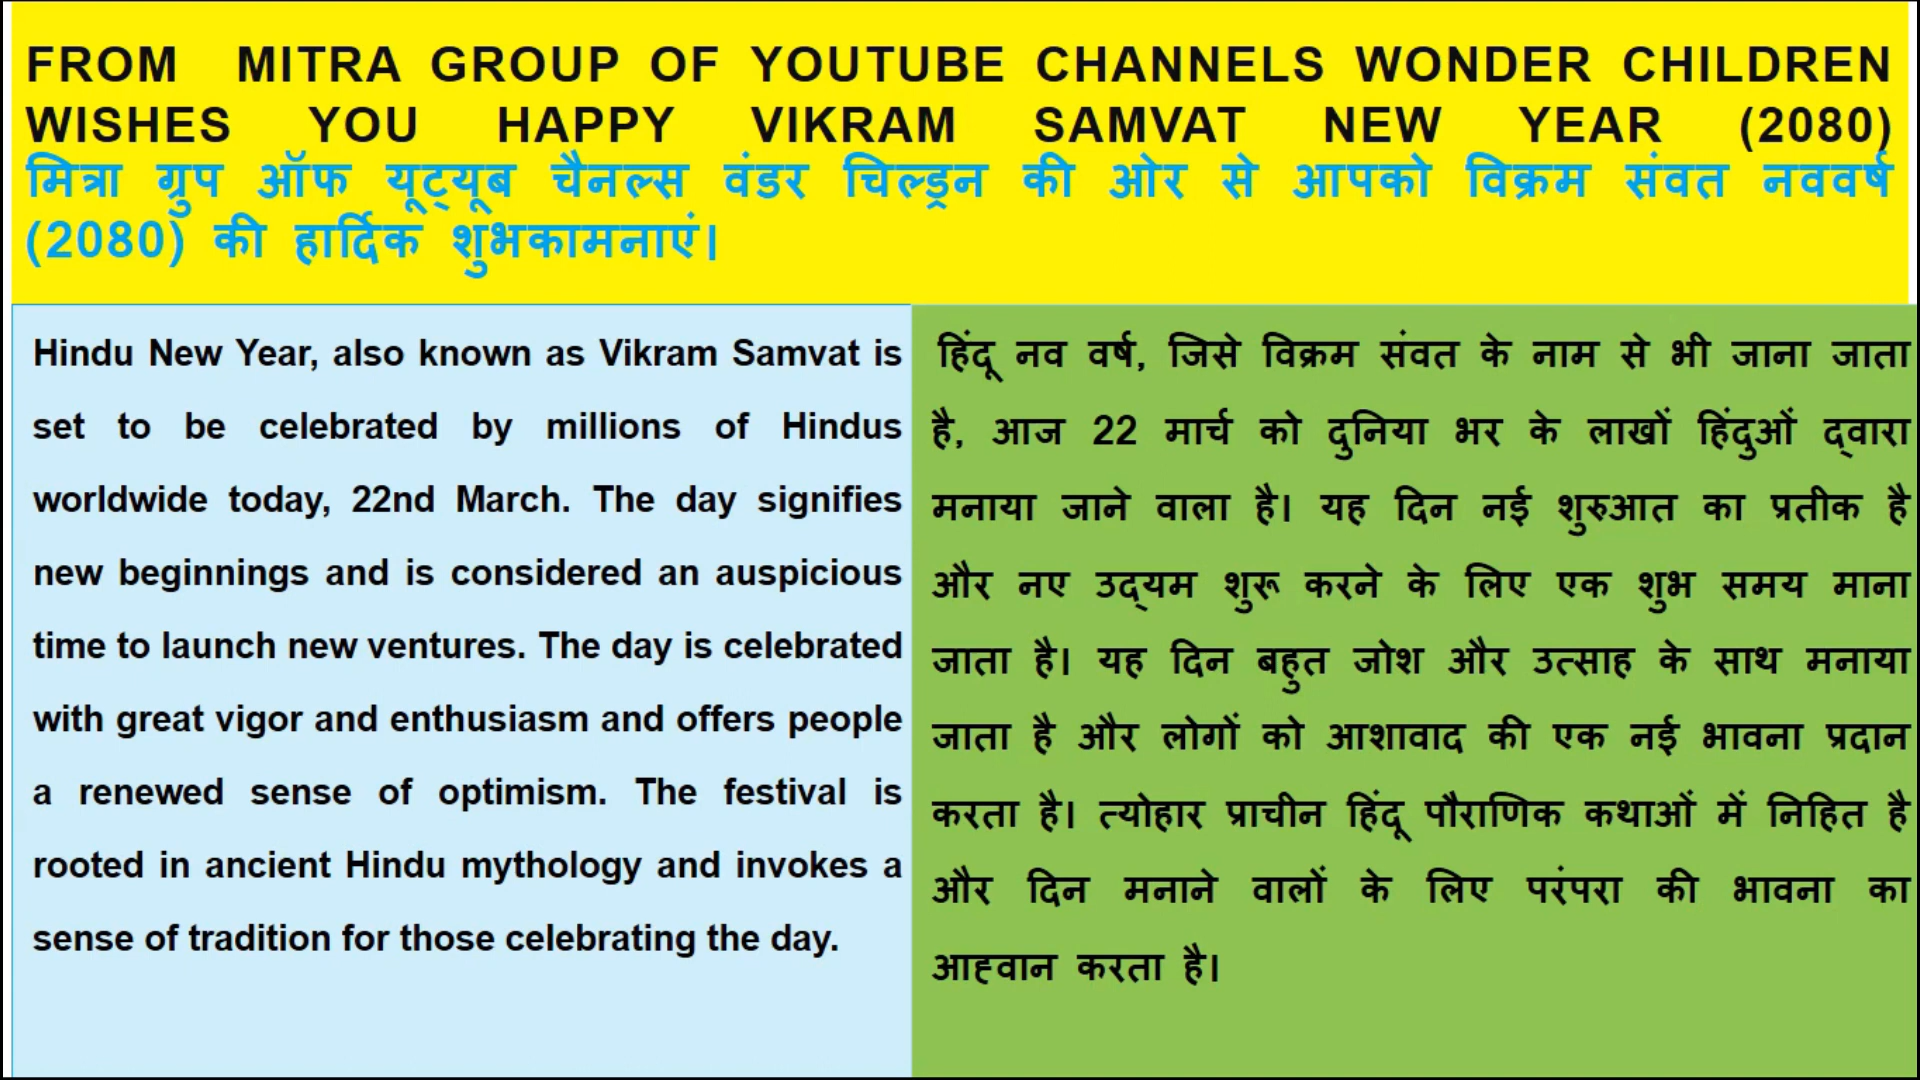 FROM MITRA GROUP OF YOUTUBE CHANNELS WONDER CHILDREN
WISHES YOU HAPPY VIKRAM SAMVAT NEW YEAR (2080)
मित्रा ग्रुप ऑफ यूट्यूब चैनल्स वंडर चिल्ड्रन की ओर से आपको विक्रम संवत नववर्ष
(2080) की हार्दिक शुभकामनाएं।
Hindu New Year, also known as Vikram Samvat is
set to be celebrated by millions of Hindus
worldwide today, 22nd March. The day signifies
new beginnings and is considered an auspicious
time to launch new ventures. The day is celebrated
with great vigor and enthusiasm and offers people
a renewed sense of optimism. The festival is
rooted in ancient Hindu mythology and invokes a
sense of tradition for those celebrating the day.
हिंदू नव वर्ष, जिसे विक्रम संवत के नाम से भी जाना जाता
है, आज 22 मार्च को दुनिया भर के लाखों हिंदुओं द्वारा
मनाया जाने वाला है। यह दिन नई शुरुआत का प्रतीक है
और नए उद्यम शुरू करने के लिए एक शुभ समय माना
जाता है। यह दिन बहुत जोश और उत्साह के साथ मनाया
जाता है और लोगों को आशावाद की एक नई भावना प्रदान
करता है। त्योहार प्राचीन हिंदू पौराणिक कथाओं में निहित है
और दिन मनाने वालों के लिए परंपरा की भावना का
आह्वान करता है।